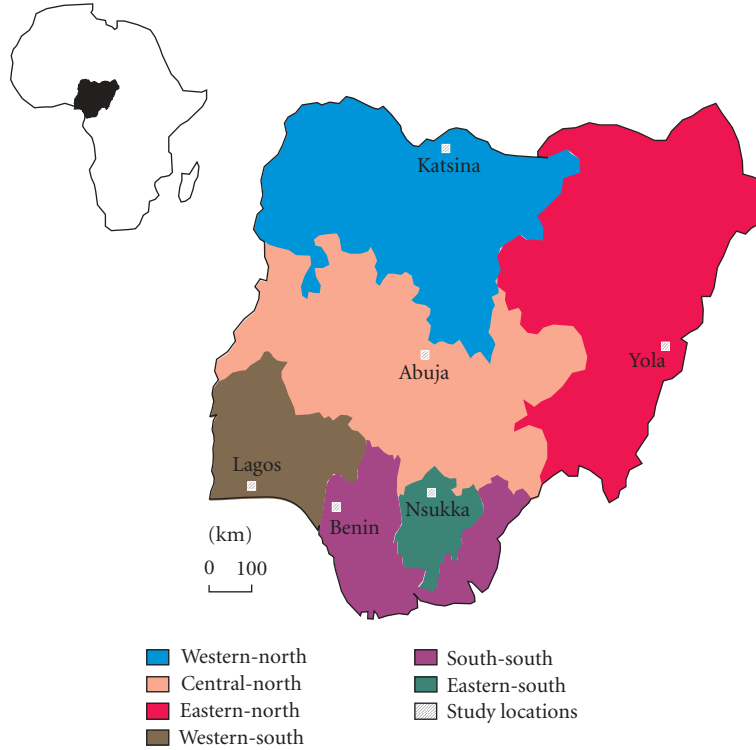 Katsina
Yola
Abuja
Lagos
Nsukka
Benin
(km)
0 100
Western-north
Central-north
Eastern-north
Western-south
South-south
Eastern-south
Study locations